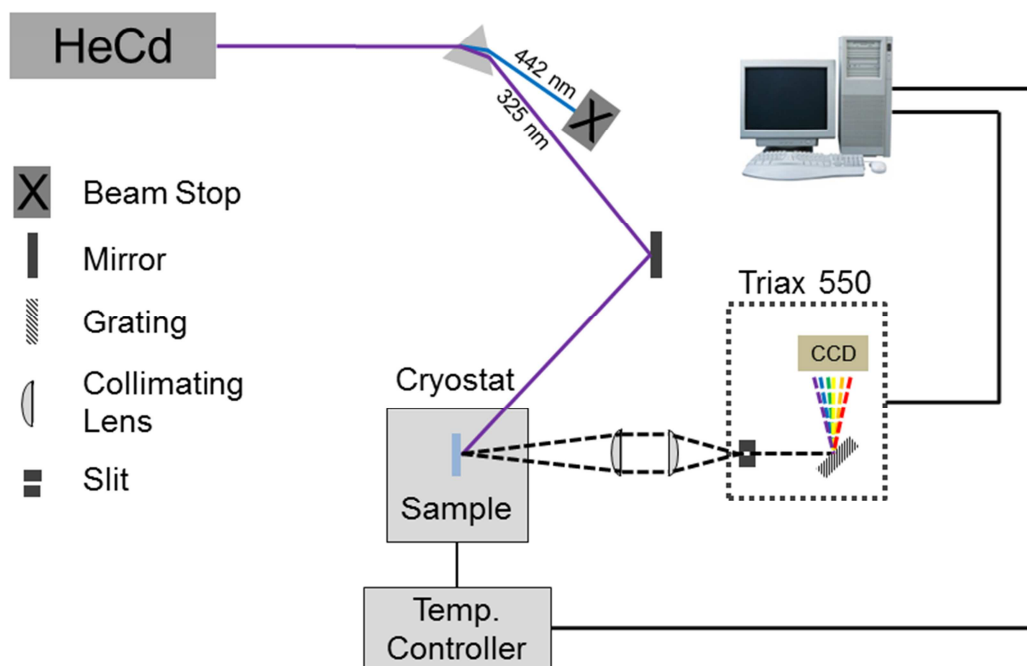 HeCd
442 nm
325 nm
X
X
Beam Stop
Mirror
Grating
Collimating
Lens
Slit
Triax 550
CCD
Cryostat
Sample
Temp.
Controller